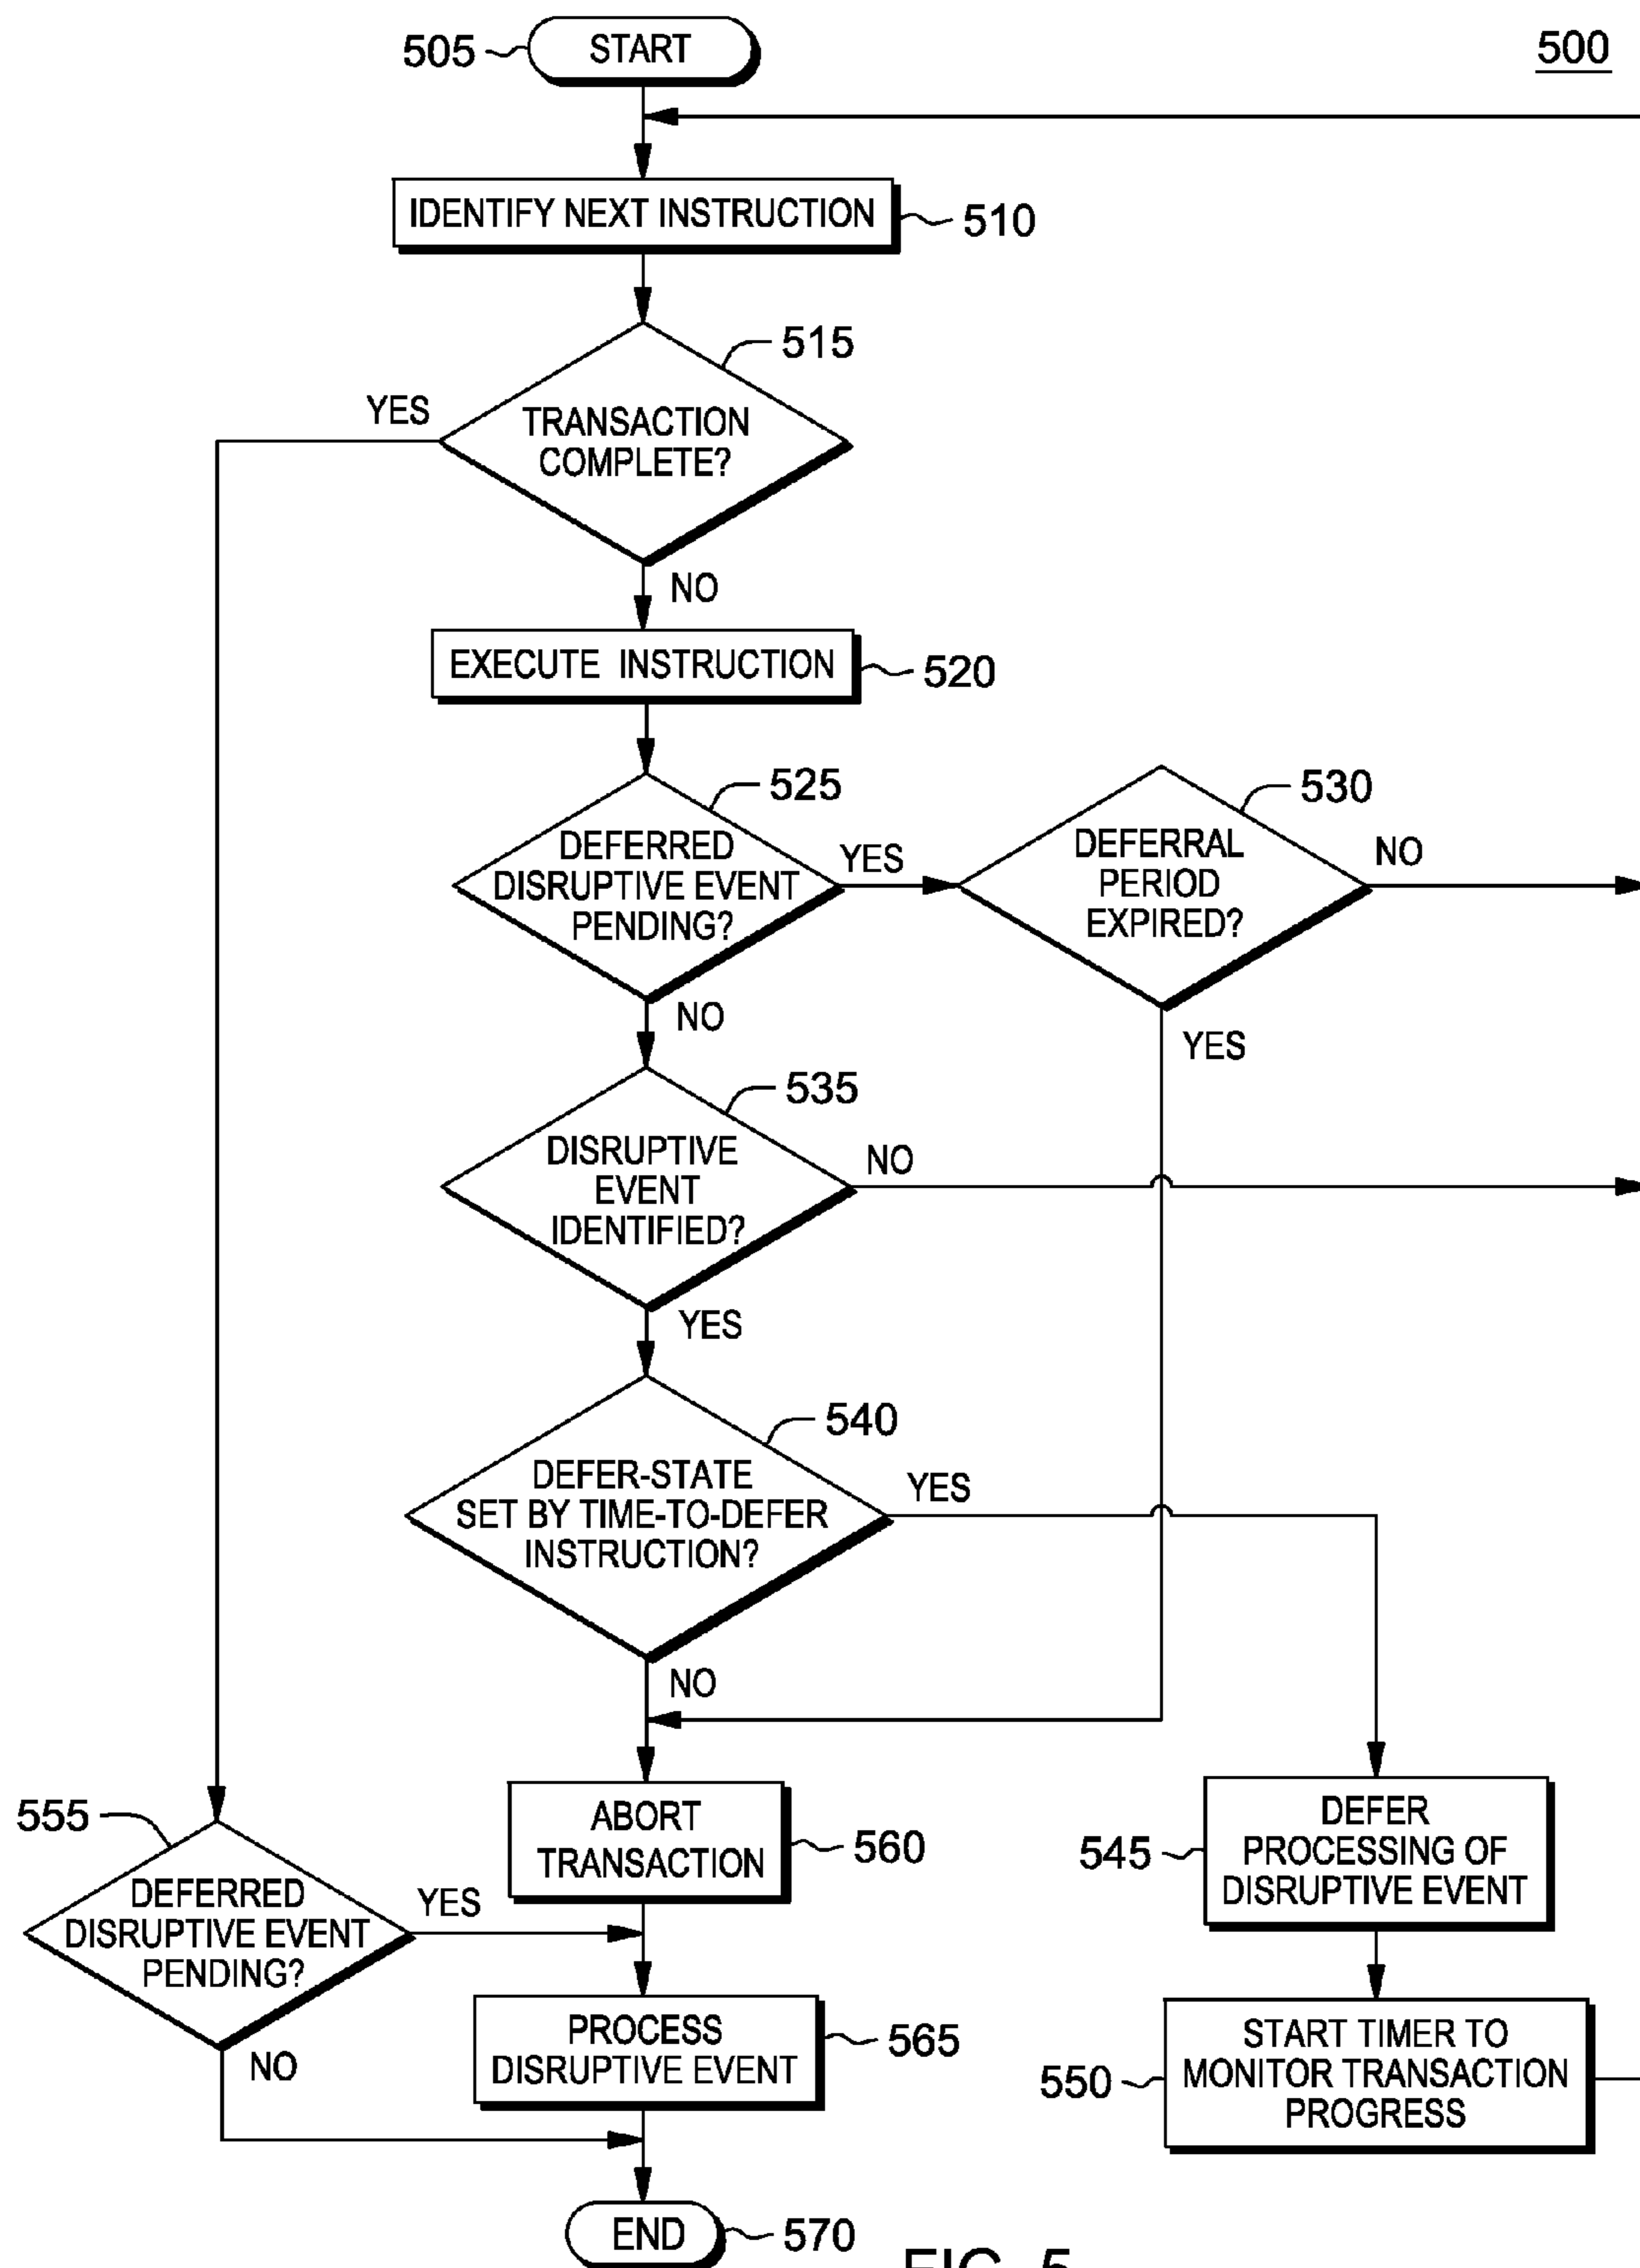 505
START
500
IDENTIFY NEXT INSTRUCTION
510
515
YES
TRANSACTION
COMPLETE?
NO
EXECUTE INSTRUCTION
520
525
DEFERRED
DISRUPTIVE EVENT
PENDING?
YES
530
DEFERRAL
PERIOD
EXPIRED?
NO
NO
YES
535
DISRUPTIVE
EVENT
IDENTIFIED?
NO
YES
540
DEFER-STATE
SET BY TIME-TO-DEFER
INSTRUCTION?
YES
NO
555
DEFERRED
DISRUPTIVE EVENT
PENDING?
YES
NO
ABORT
TRANSACTION
560
545
DEFER
PROCESSING OF
DISRUPTIVE EVENT
PROCESS
DISRUPTIVE EVENT
565
550
START TIMER TO
MONITOR TRANSACTION
PROGRESS
END
570
FIG. 5